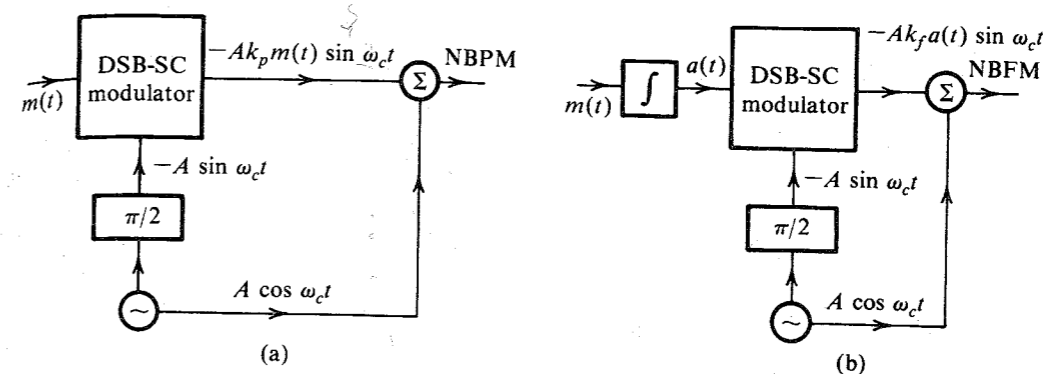 DSB-SC
modulator
m(t)
−Ak_p m(t) sin ω_c t
NBPM
Σ
−A sin ω_c t
π/2
~
A cos ω_c t
(a)
m(t)
∫
a(t)
DSB-SC
modulator
−Ak_f a(t) sin ω_c t
NBFM
Σ
−A sin ω_c t
π/2
~
A cos ω_c t
(b)